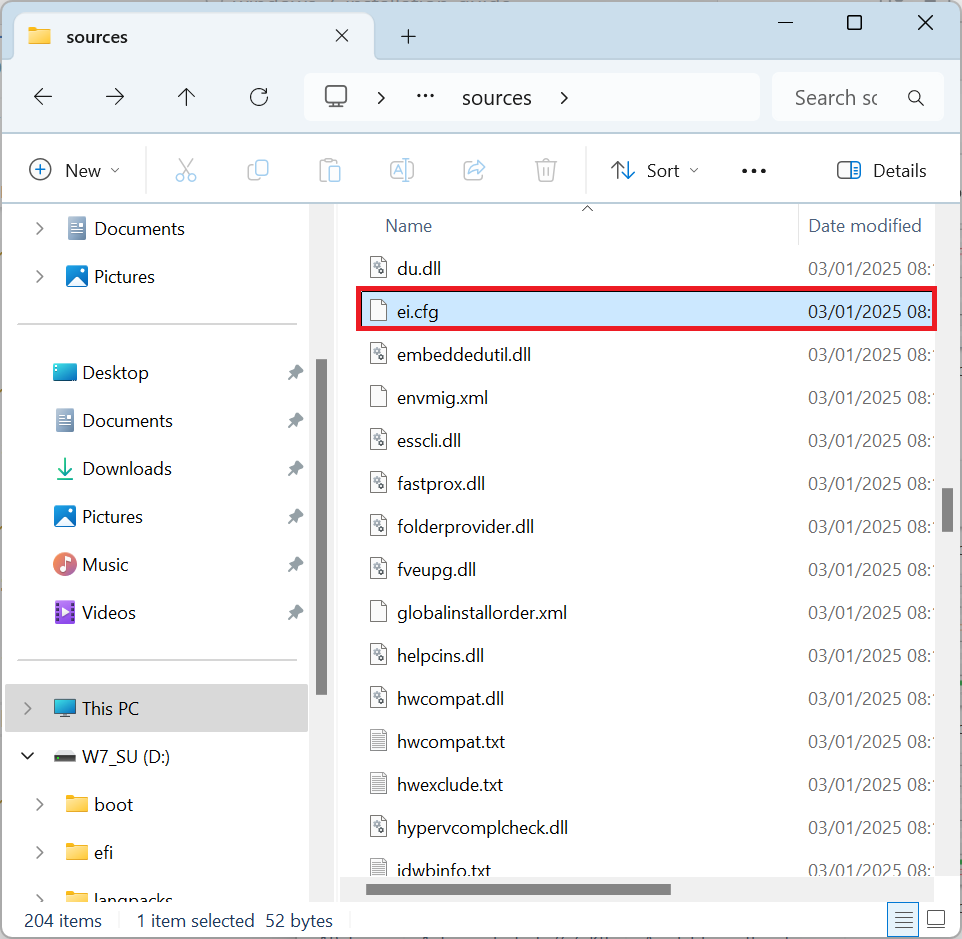 sources
sources
Search sc
New
Sort
Details
Documents
Pictures
Desktop
Documents
Downloads
Pictures
Music
Videos
This PC
W7_SU (D:)
boot
efi
langpacks
Name
Date modified
du.dll
03/01/2025 08:
ei.cfg
03/01/2025 08:
embeddedutil.dll
03/01/2025 08:
envmig.xml
03/01/2025 08:
esscli.dll
03/01/2025 08:
fastprox.dll
03/01/2025 08:
folderprovider.dll
03/01/2025 08:
fveupg.dll
03/01/2025 08:
globalinstallorder.xml
03/01/2025 08:
helpcins.dll
03/01/2025 08:
hwcompat.dll
03/01/2025 08:
hwcompat.txt
03/01/2025 08:
hwexclude.txt
03/01/2025 08:
hypervcomplcheck.dll
03/01/2025 08:
idwbinfo.txt
03/01/2025 08:
204 items
1 item selected 52 bytes